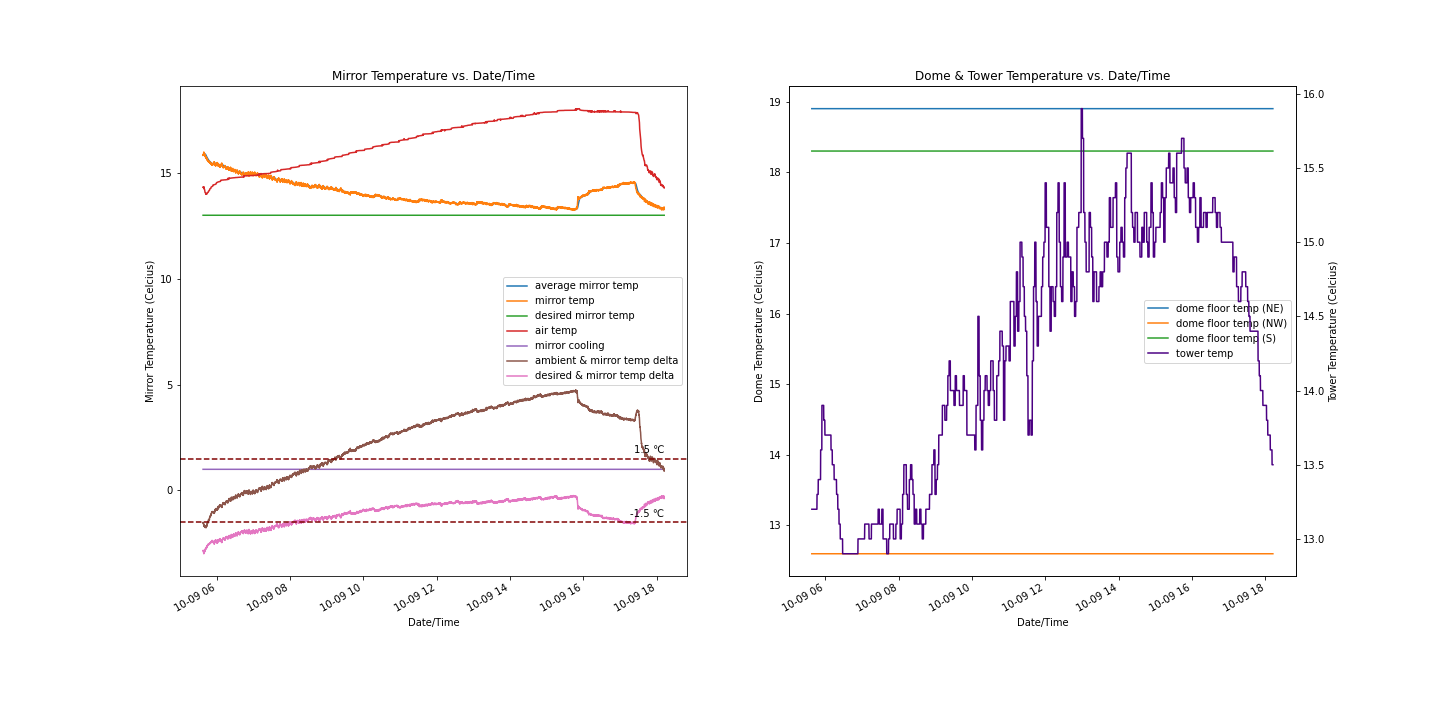 Mirror Temperature vs. Date/Time
Mirror Temperature (Celcius)
15
10
5
0
average mirror temp
mirror temp
desired mirror temp
air temp
mirror cooling
ambient & mirror temp delta
desired & mirror temp delta
1.5 °C
-1.5 °C
10-09 06
10-09 08
10-09 10
10-09 12
10-09 14
10-09 16
10-09 18
Date/Time
Dome & Tower Temperature vs. Date/Time
Dome Temperature (Celcius)
19
18
17
16
15
14
13
dome floor temp (NE)
dome floor temp (NW)
dome floor temp (S)
tower temp
16.0
15.5
15.0
14.5
14.0
13.5
13.0
Tower Temperature (Celcius)
10-09 06
10-09 08
10-09 10
10-09 12
10-09 14
10-09 16
10-09 18
Date/Time